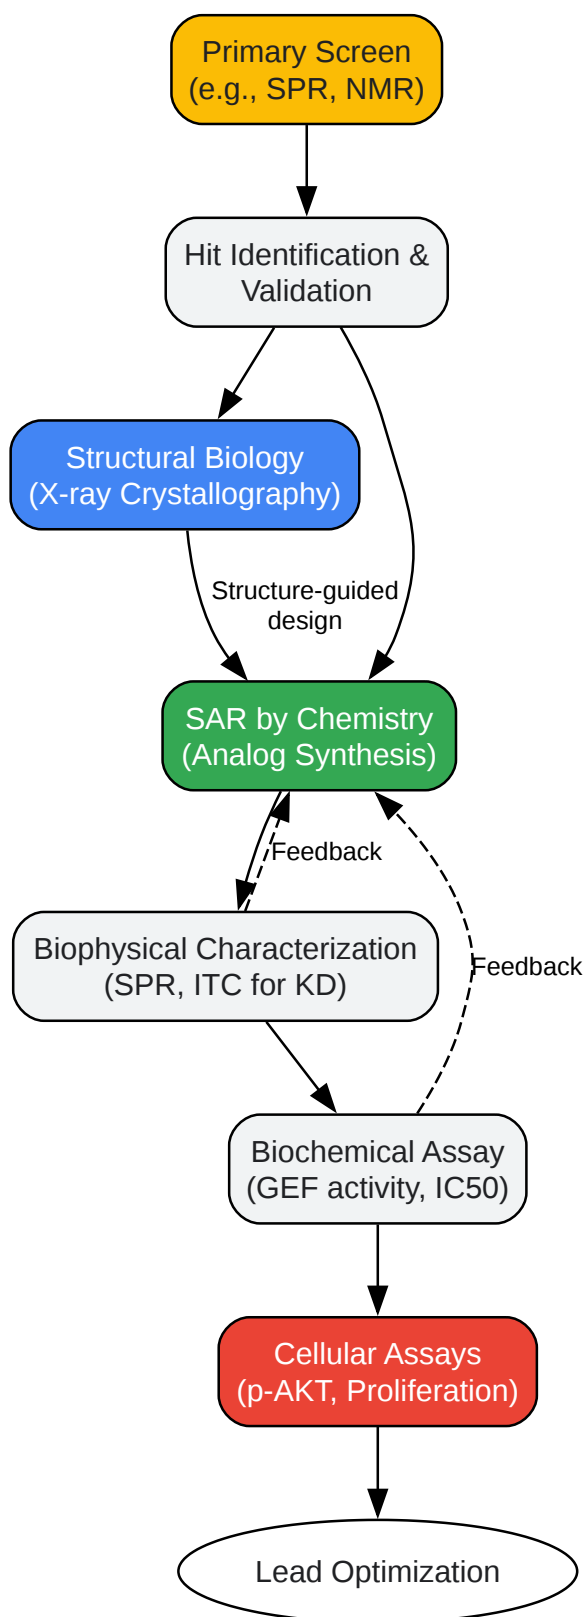 Primary Screen
(e.g., SPR, NMR)
Hit Identification &
Validation
Structural Biology
(X-ray Crystallography)
Structure-guided
design
SAR by Chemistry
(Analog Synthesis)
Feedback
Biophysical Characterization
(SPR, ITC for KD)
Feedback
Biochemical Assay
(GEF activity, IC50)
Cellular Assays
(p-AKT, Proliferation)
Lead Optimization